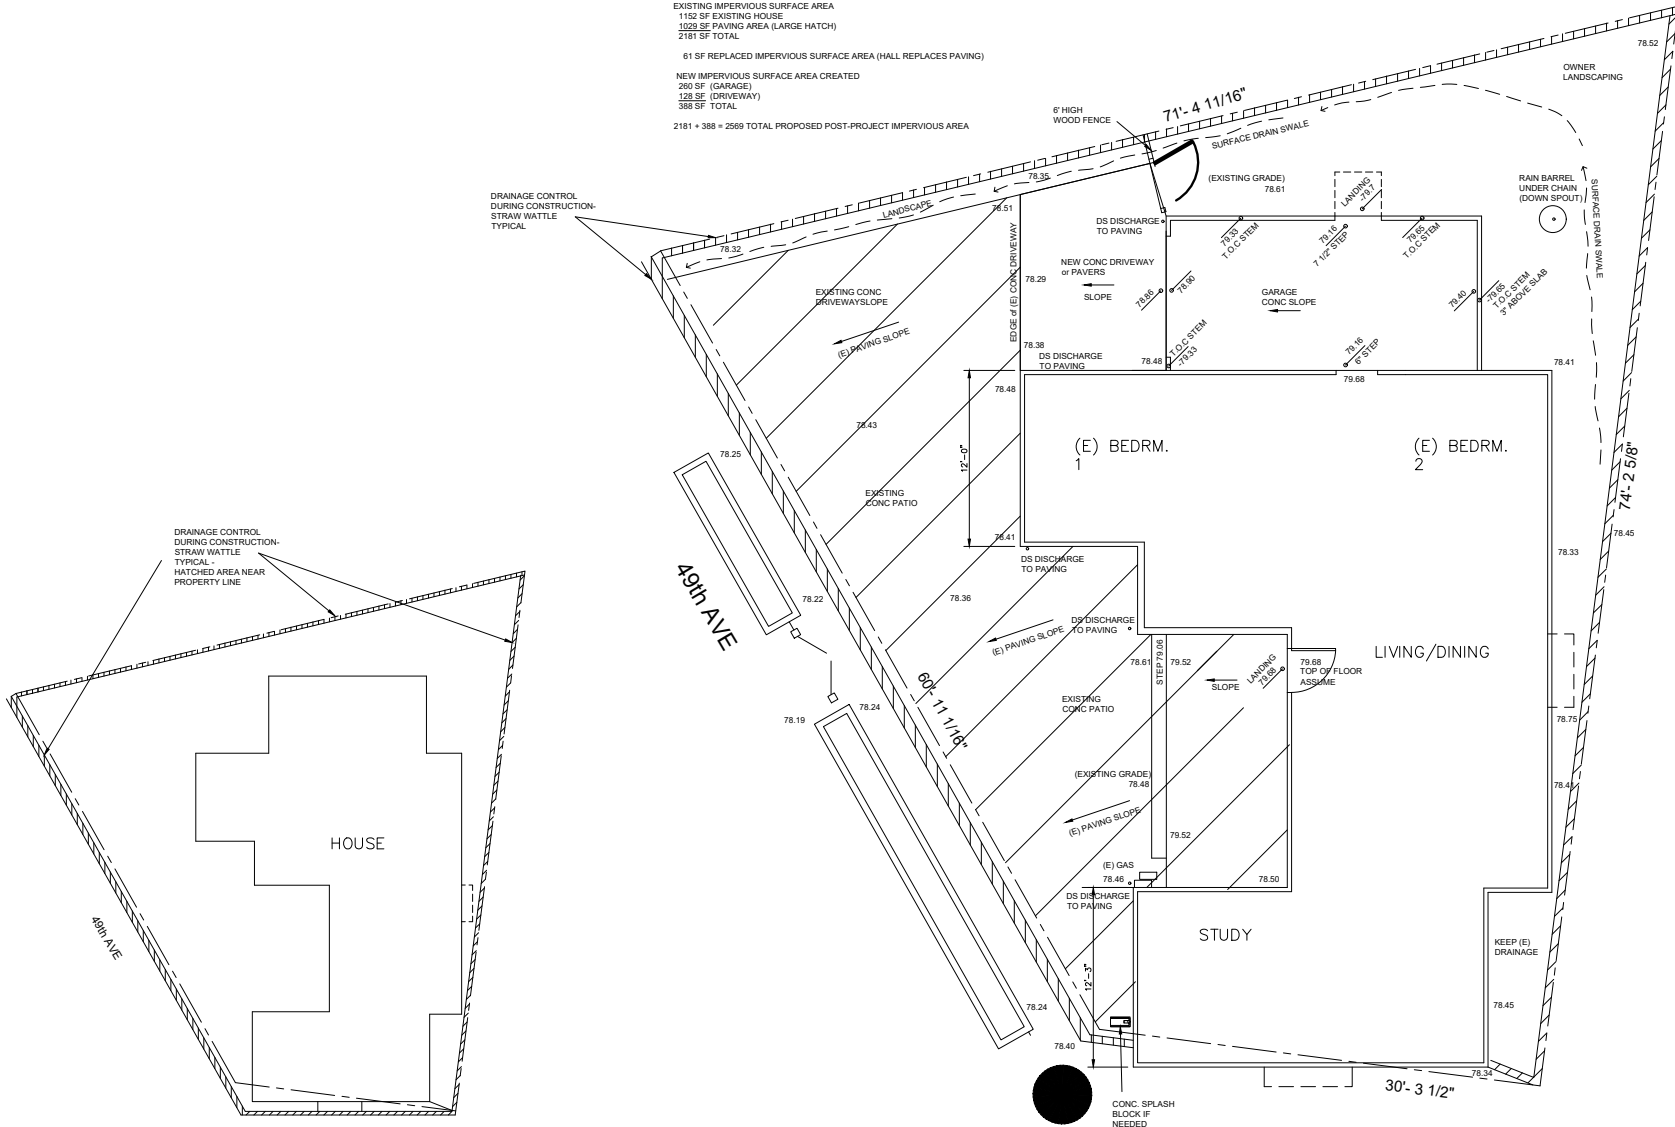 EXISTING IMPERVIOUS SURFACE AREA
1152 SF EXISTING HOUSE
1029 SF PAVING AREA (LARGE HATCH)
2181 SF TOTAL
61 SF REPLACED IMPERVIOUS SURFACE AREA (HALL REPLACES PAVING)
NEW IMPERVIOUS SURFACE AREA CREATED
260 SF (GARAGE)
128 SF (DRIVEWAY)
388 SF TOTAL
2181 + 388 = 2569 TOTAL PROPOSED POST-PROJECT IMPERVIOUS AREA
78.52
OWNER
LANDSCAPING
71'- 4 11/16"
6' HIGH
WOOD FENCE
SURFACE DRAIN SWALE
78.35
(EXISTING GRADE)
78.61
LANDING
-79.7
RAIN BARREL
UNDER CHAIN
(DOWN SPOUT)
SURFACE DRAIN SWALE
DRAINAGE CONTROL
DURING CONSTRUCTION-
STRAW WATTLE
TYPICAL
LANDSCAPE
78.51
78.32
DS DISCHARGE
TO PAVING
79.33
T.O.C STEM
79.16
7 1/2" STEP
79.65
T.O.C STEM
EDGE of (E) CONC DRIVEWAY
NEW CONC DRIVEWAY
or PAVERS
SLOPE
78.29
78.86
78.90
GARAGE
CONC SLOPE
79.40
-79.65
T.O.C STEM
3" ABOVE SLAB
EXISTING CONC
DRIVEWAYSLOPE
(E) PAVING SLOPE
78.38
DS DISCHARGE
TO PAVING
78.48
T.O.C STEM
-79.33
79.16
6" STEP
78.41
79.68
78.48
78.43
12'-0"
(E) BEDRM.
1
(E) BEDRM.
2
78.25
74'- 2 5/8"
EXISTING
CONC PATIO
78.41
78.45
78.33
DS DISCHARGE
TO PAVING
DRAINAGE CONTROL
DURING CONSTRUCTION-
STRAW WATTLE
TYPICAL -
HATCHED AREA NEAR
PROPERTY LINE
49th AVE
78.22
78.36
DS DISCHARGE
TO PAVING
(E) PAVING SLOPE
78.61
STEP 79.06
79.52
LANDING
79.68
SLOPE
79.68
TOP OF FLOOR
ASSUME
LIVING/DINING
60'- 11 1/16"
EXISTING
CONC PATIO
78.24
78.19
78.75
(EXISTING GRADE)
78.48
78.41
(E) PAVING SLOPE
79.52
HOUSE
(E) GAS
78.46
78.50
DS DISCHARGE
TO PAVING
49th AVE
STUDY
KEEP (E)
DRAINAGE
12'-3"
78.24
78.45
78.40
78.34
30'- 3 1/2"
CONC. SPLASH
BLOCK IF
NEEDED